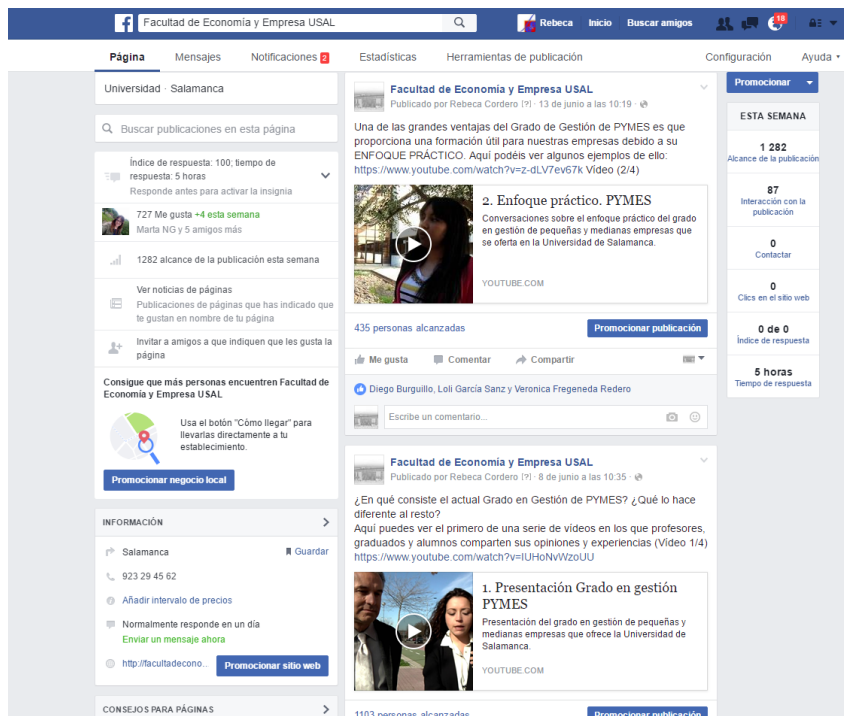 Facultad de Economía y Empresa USAL
Rebeca
Inicio
Buscar amigos
18
Página
Mensajes
Notificaciones 2
Estadísticas
Herramientas de publicación
Configuración
Ayuda
Universidad · Salamanca
Buscar publicaciones en esta página
Índice de respuesta: 100; tiempo de
respuesta: 5 horas
Responde antes para activar la insignia
727 Me gusta +4 esta semana
Marta NG y 5 amigos más
1282 alcance de la publicación esta semana
Ver noticias de páginas
Publicaciones de páginas que has indicado que
te gustan en nombre de tu página
Invitar a amigos a que indiquen que les gusta la
página
Consigue que más personas encuentren Facultad de
Economía y Empresa USAL
Usa el botón "Cómo llegar" para
llevarlas directamente a tu
establecimiento.
Promocionar negocio local
INFORMACIÓN
Salamanca
Guardar
923 29 45 62
Añadir intervalo de precios
Normalmente responde en un día
Enviar un mensaje ahora
http://facultadecono..
Promocionar sitio web
CONSEJOS PARA PÁGINAS
Facultad de Economía y Empresa USAL
Publicado por Rebeca Cordero [?] · 13 de junio a las 10:19 ·
Una de las grandes ventajas del Grado de Gestión de PYMES es que
proporciona una formación útil para nuestras empresas debido a su
ENFOQUE PRÁCTICO. Aquí podéis ver algunos ejemplos de ello:
https://www.youtube.com/watch?v=z-dLV7ev67k Vídeo (2/4)
2. Enfoque práctico. PYMES
Conversaciones sobre el enfoque práctico del grado
en gestión de pequeñas y medianas empresas que
se oferta en la Universidad de Salamanca.
YOUTUBE.COM
435 personas alcanzadas
Promocionar publicación
Me gusta
Comentar
Compartir
Diego Burguillo, Loli García Sanz y Veronica Fregeneda Redero
Escribe un comentario...
Facultad de Economía y Empresa USAL
Publicado por Rebeca Cordero [?] · 8 de junio a las 10:35 ·
¿En qué consiste el actual Grado en Gestión de PYMES? ¿Qué lo hace
diferente al resto?
Aquí puedes ver el primero de una serie de vídeos en los que profesores,
graduados y alumnos comparten sus opiniones y experiencias (Vídeo 1/4)
https://www.youtube.com/watch?v=IUHoNvWzoUU
1. Presentación Grado en gestión
PYMES
Presentación del grado en gestión de pequeñas y
medianas empresas que ofrece la Universidad de
Salamanca.
YOUTUBE.COM
1103 personas alcanzadas
Promocionar publicación
Promocionar
ESTA SEMANA
1 282
Alcance de la publicación
87
Interacción con la
publicación
0
Contactar
0
Clics en el sitio web
0 de 0
Índice de respuesta
5 horas
Tiempo de respuesta